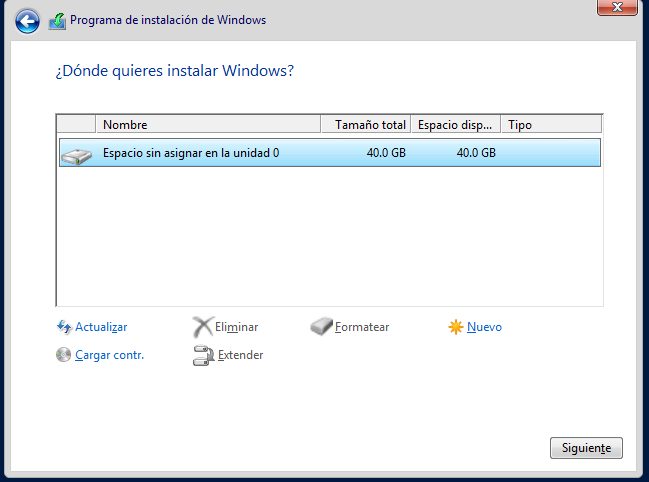 Programa de instalación de Windows
¿Dónde quieres instalar Windows?
Nombre Tamaño total Espacio disp... Tipo
Espacio sin asignar en la unidad 0 40.0 GB 40.0 GB
Actualizar Eliminar Formatear Nuevo
Cargar contr. Extender
Siguiente